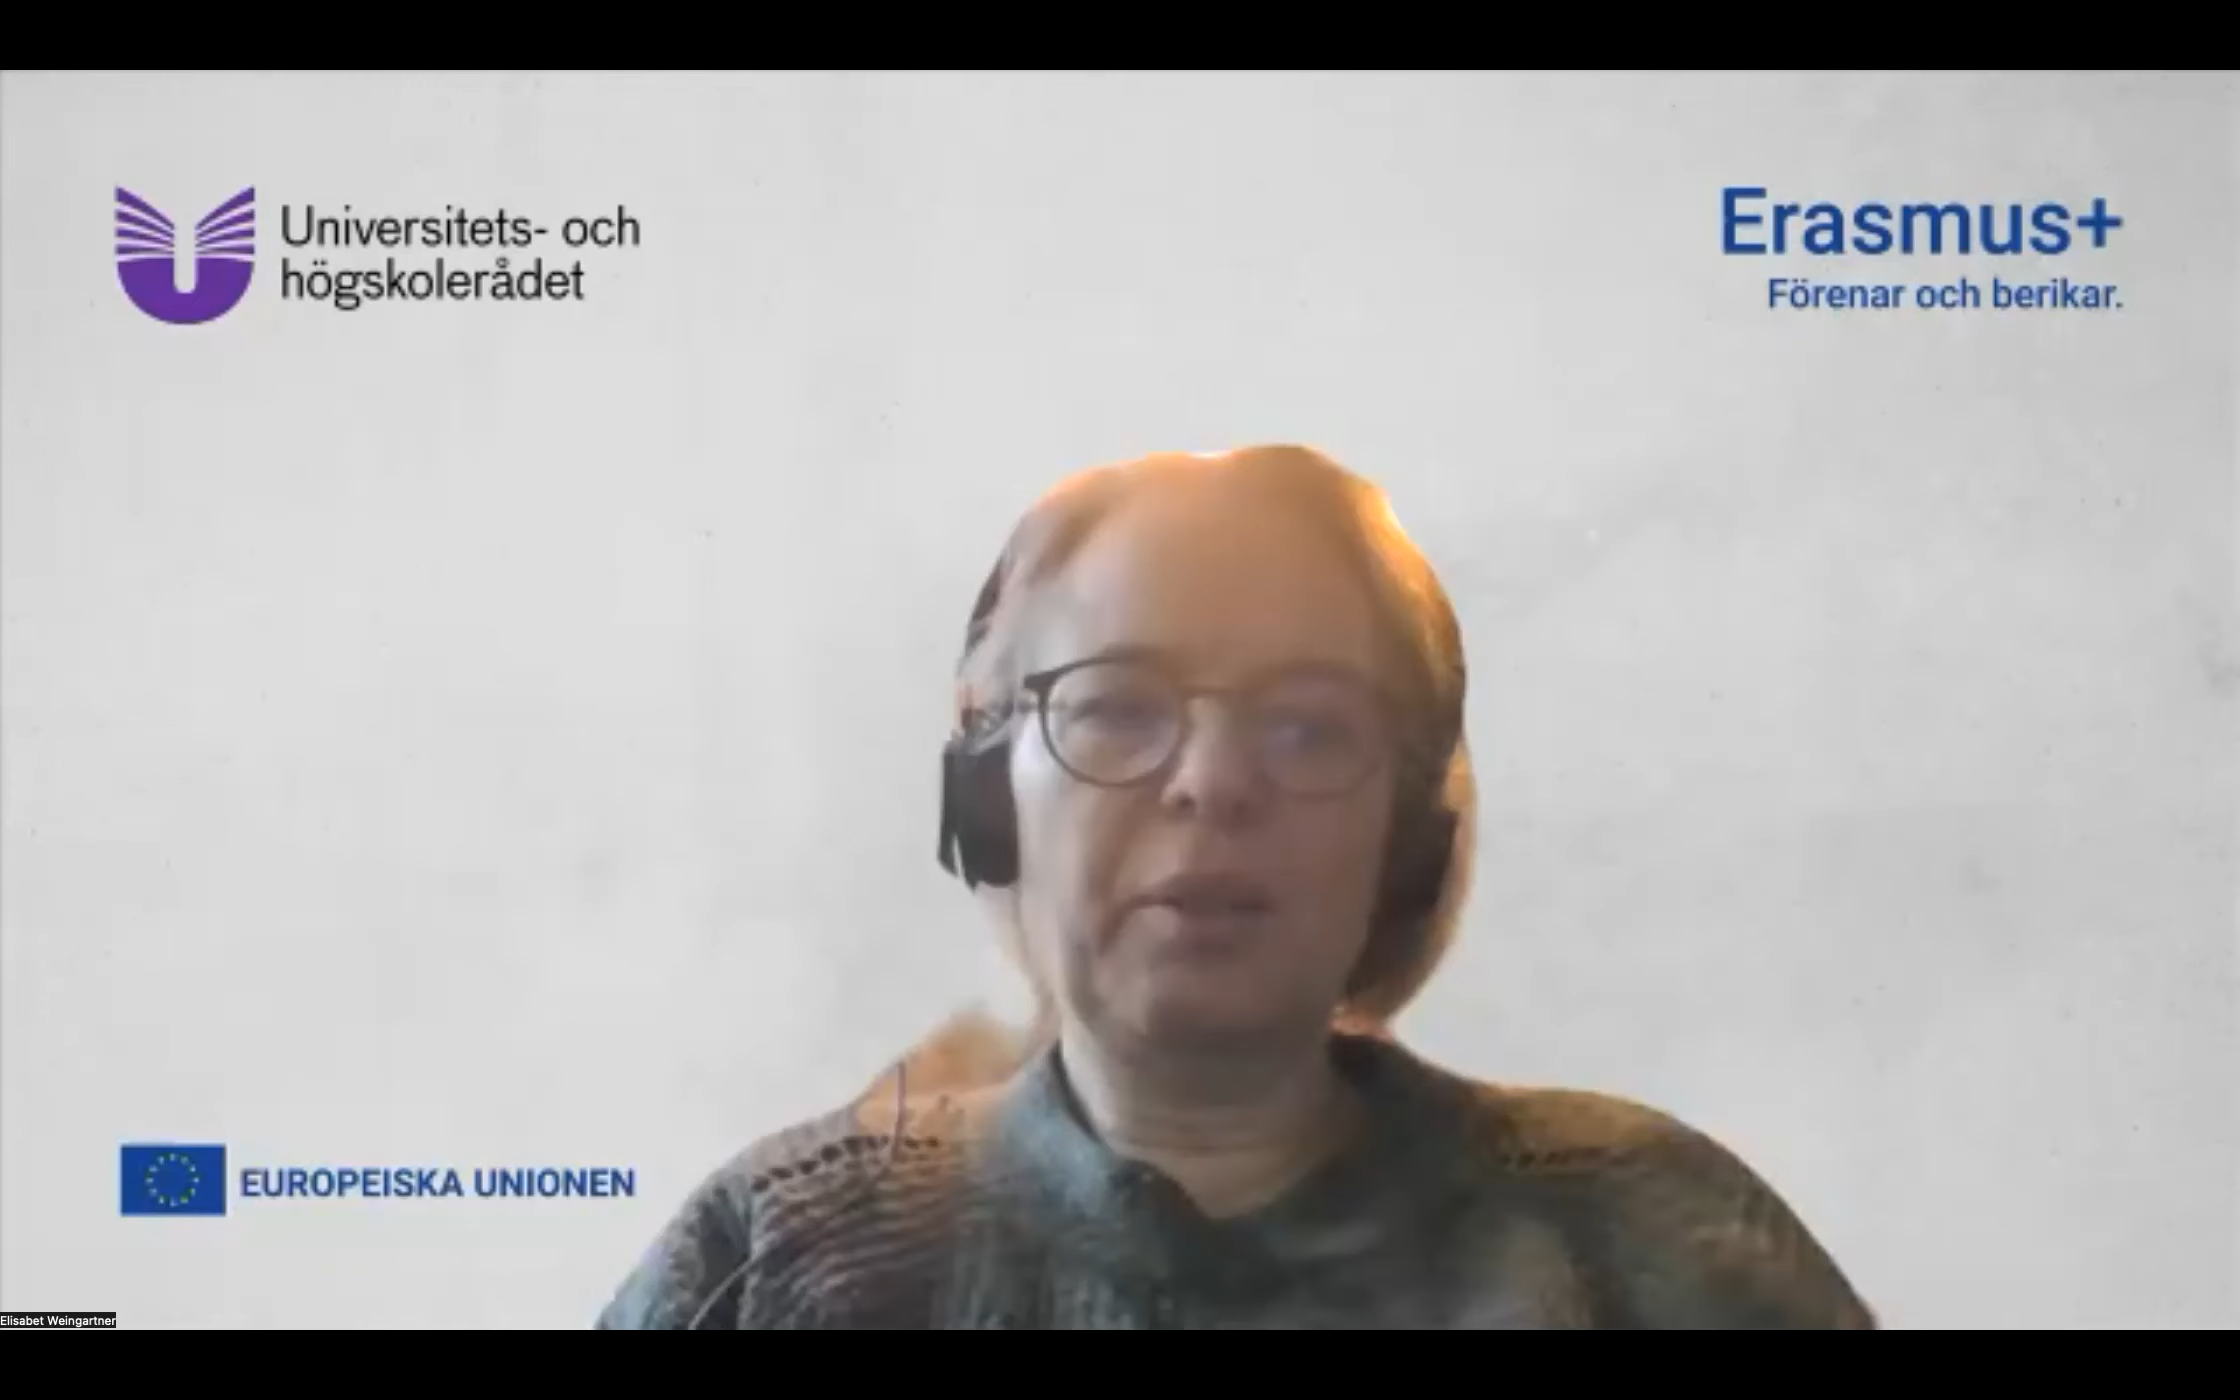 Universitets- och
högskolerådet
Erasmus+
Förenar och berikar.
EUROPEISKA UNIONEN
Elisabet Weingartner